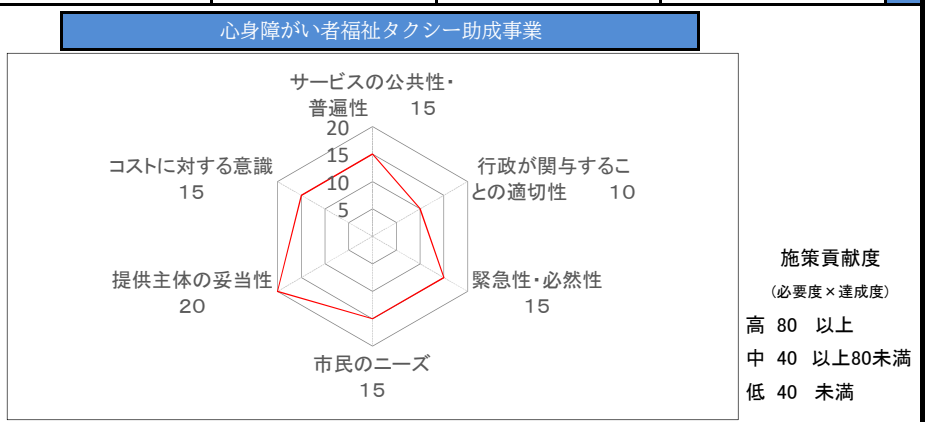 心身障がい者福祉タクシー助成事業
サービスの公共性・
普遍性 15
20
15
10
5
行政が関与するこ
との適切性 10
緊急性・必然性
15
市民のニーズ
15
提供主体の妥当性
20
コストに対する意識
15
施策貢献度
(必要度×達成度)
高 80 以上
中 40 以上80未満
低 40 未満